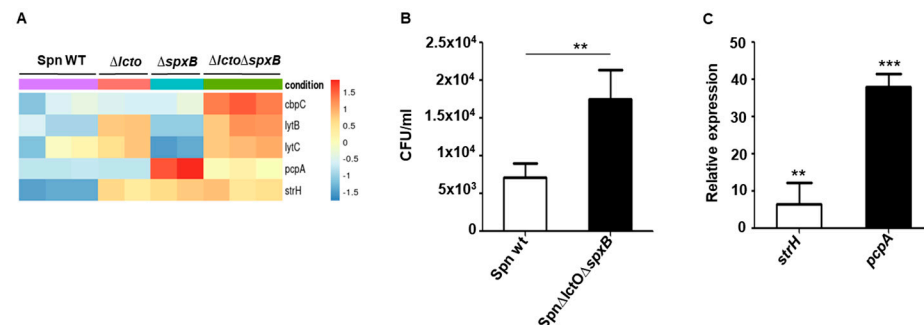 A
Spn WT
Δlcto
ΔspxB
ΔlctoΔspxB
condition
cbpC
lytB
lytC
pcpA
strH
1.5
1
0.5
0
-0.5
-1
-1.5
B
CFU/ml
2.5x10⁴
2x10⁴
1.5x10⁴
1x10⁴
5x10³
0
**
Spn wt
SpnΔlctOΔspxB
C
Relative expression
50
40
30
20
10
0
**
***
strH
pcpA